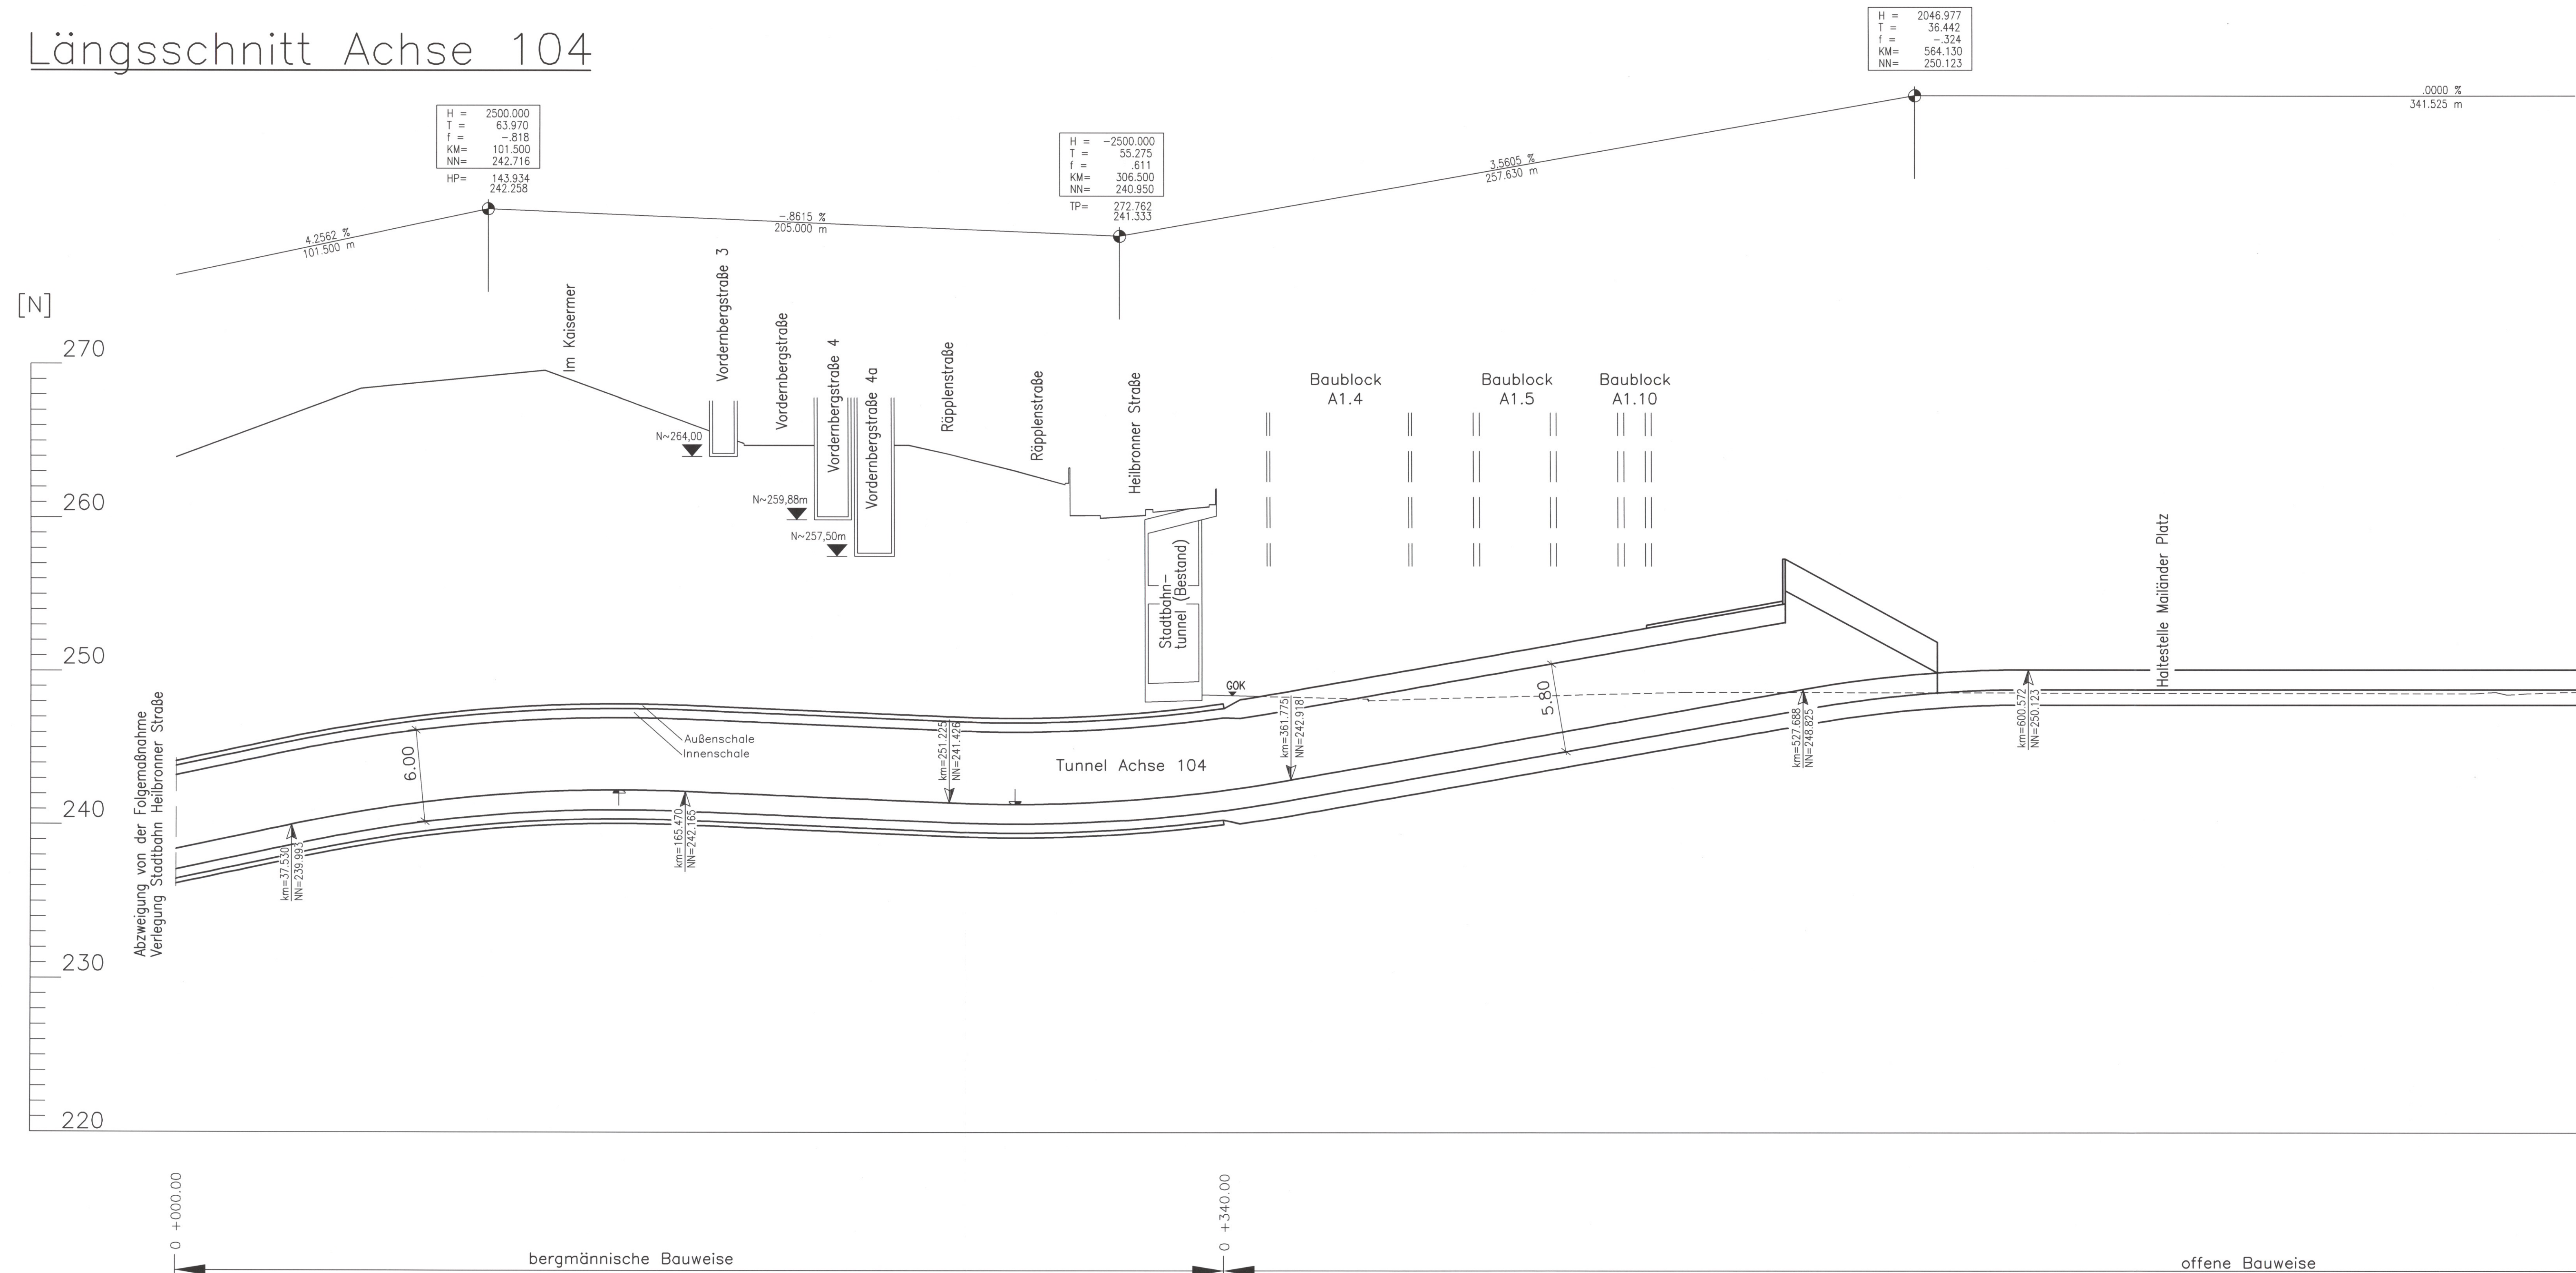 Längsschnitt Achse 104
H = 2500.000
T = 63.970
f = -.818
KM= 101.500
NN= 242.716
HP= 143.934
242.258
H = -2500.000
T = 55.275
f = .611
KM= 306.500
NN= 240.950
TP= 272.762
241.333
H = 2046.977
T = 36.442
f = -.324
KM= 564.130
NN= 250.123
4.2562 %
101.500 m
-.8615 %
205.000 m
3.5605 %
257.630 m
.0000 %
341.525 m
[N]
270
260
250
240
230
220
Im Kaisermer
Vordernbergstraße 3
Vordernbergstraße
Vordernbergstraße 4
Vordernbergstraße 4a
Räpplenstraße
Räpplenstraße
Heilbronner Straße
Baublock
A1.4
Baublock
A1.5
Baublock
A1.10
N~264,00
N~259,88m
N~257,50m
Stadtbahn-
tunnel (Bestand)
GOK
Haltestelle Mailänder Platz
Abzweigung von der Folgemaßnahme
Verlegung Stadtbahn Heilbronner Straße
6.00
Außenschale
Innenschale
Tunnel Achse 104
5.80
km=37.530
NN=239.993
km=165.470
NN=242.165
km=251.225
NN=241.426
km=361.775
NN=242.918
km=527.688
NN=248.825
km=600.572
NN=250.123
0 +000.00
0 +340.00
bergmännische Bauweise
offene Bauweise